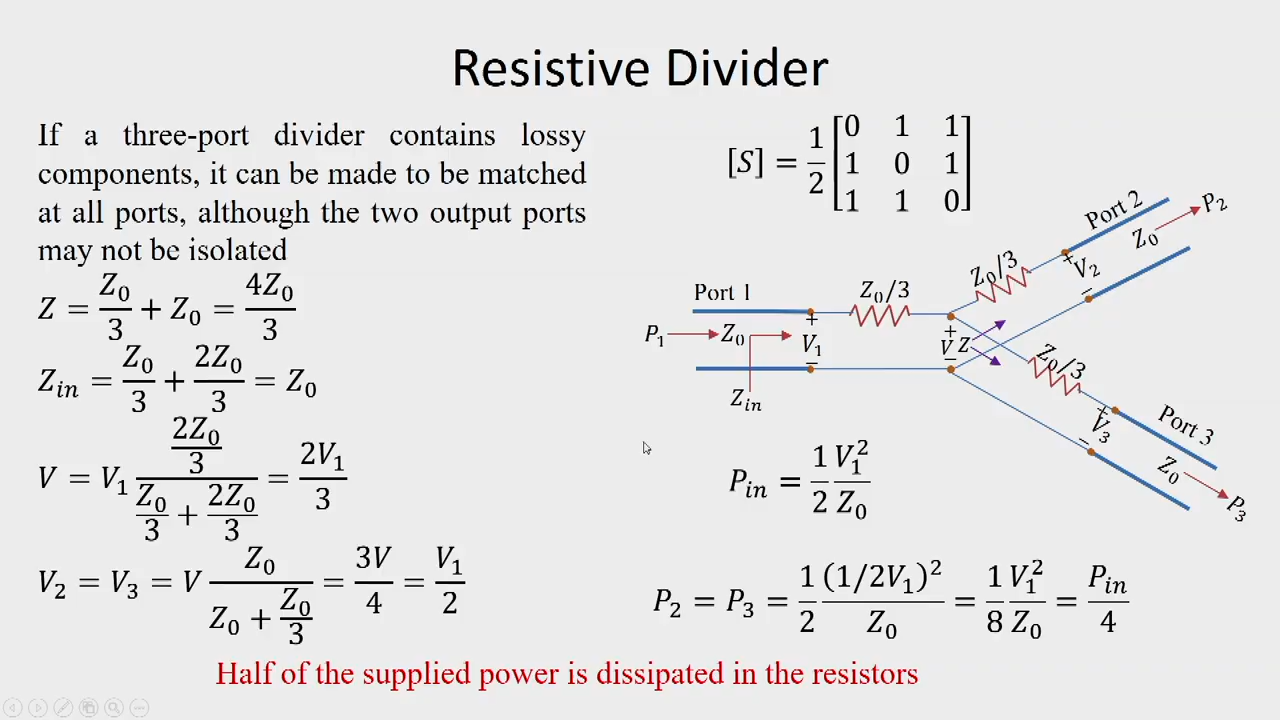 Resistive Divider
If a three-port divider contains lossy
components, it can be made to be matched
at all ports, although the two output ports
may not be isolated
Z = Z₀/3 + Z₀ = 4Z₀/3
Zᵢₙ = Z₀/3 + 2Z₀/3 = Z₀
V = V₁ (2Z₀/3)/(Z₀/3 + 2Z₀/3) = 2V₁/3
V₂ = V₃ = V Z₀/(Z₀ + Z₀/3) = 3V/4 = V₁/2
[S] = 1/2 [0 1 1
1 0 1
1 1 0]
Port 1
P₁
Z₀
Zᵢₙ
+
V₁
−
Z₀/3
+
V
−
Z
Z₀/3
Port 2
+
V₂
−
Z₀
P₂
Z₀/3
+
V₃
−
Port 3
Z₀
P₃
Pᵢₙ = 1/2 V₁²/Z₀
P₂ = P₃ = 1/2 (1/2V₁)²/Z₀ = 1/8 V₁²/Z₀ = Pᵢₙ/4
Half of the supplied power is dissipated in the resistors